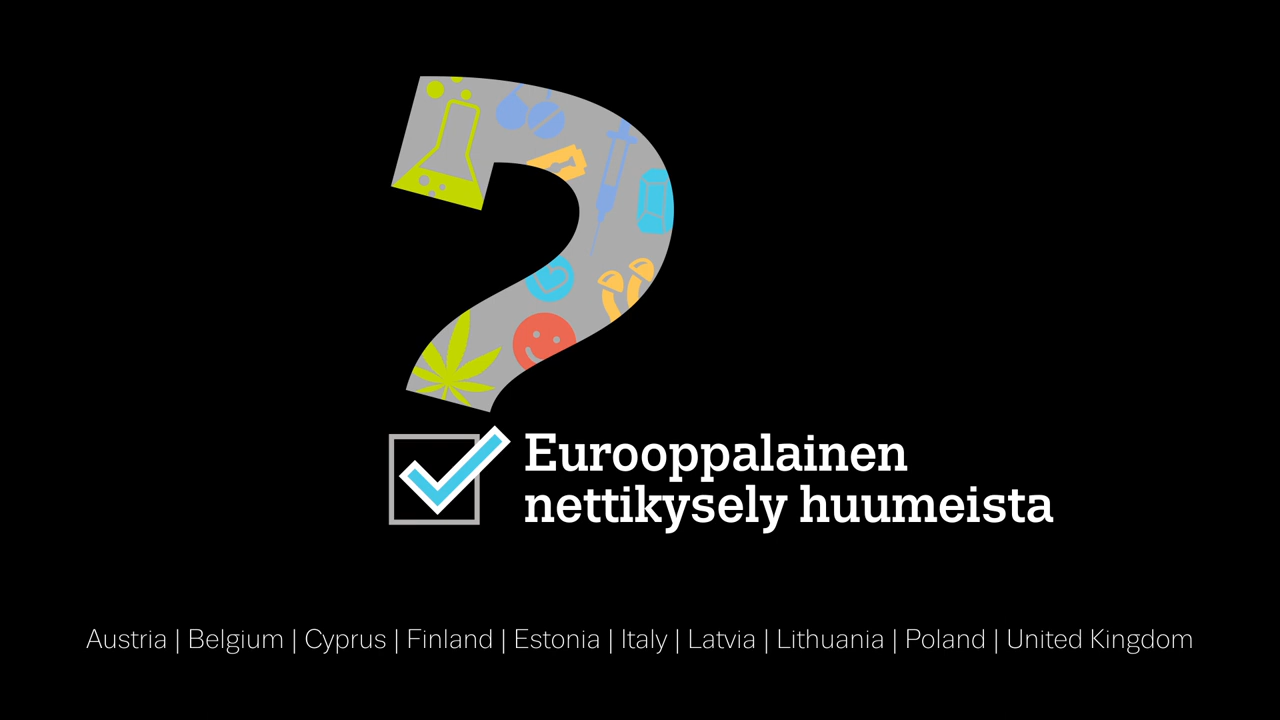 Eurooppalainen
nettikysely huumeista
Austria | Belgium | Cyprus | Finland | Estonia | Italy | Latvia | Lithuania | Poland | United Kingdom